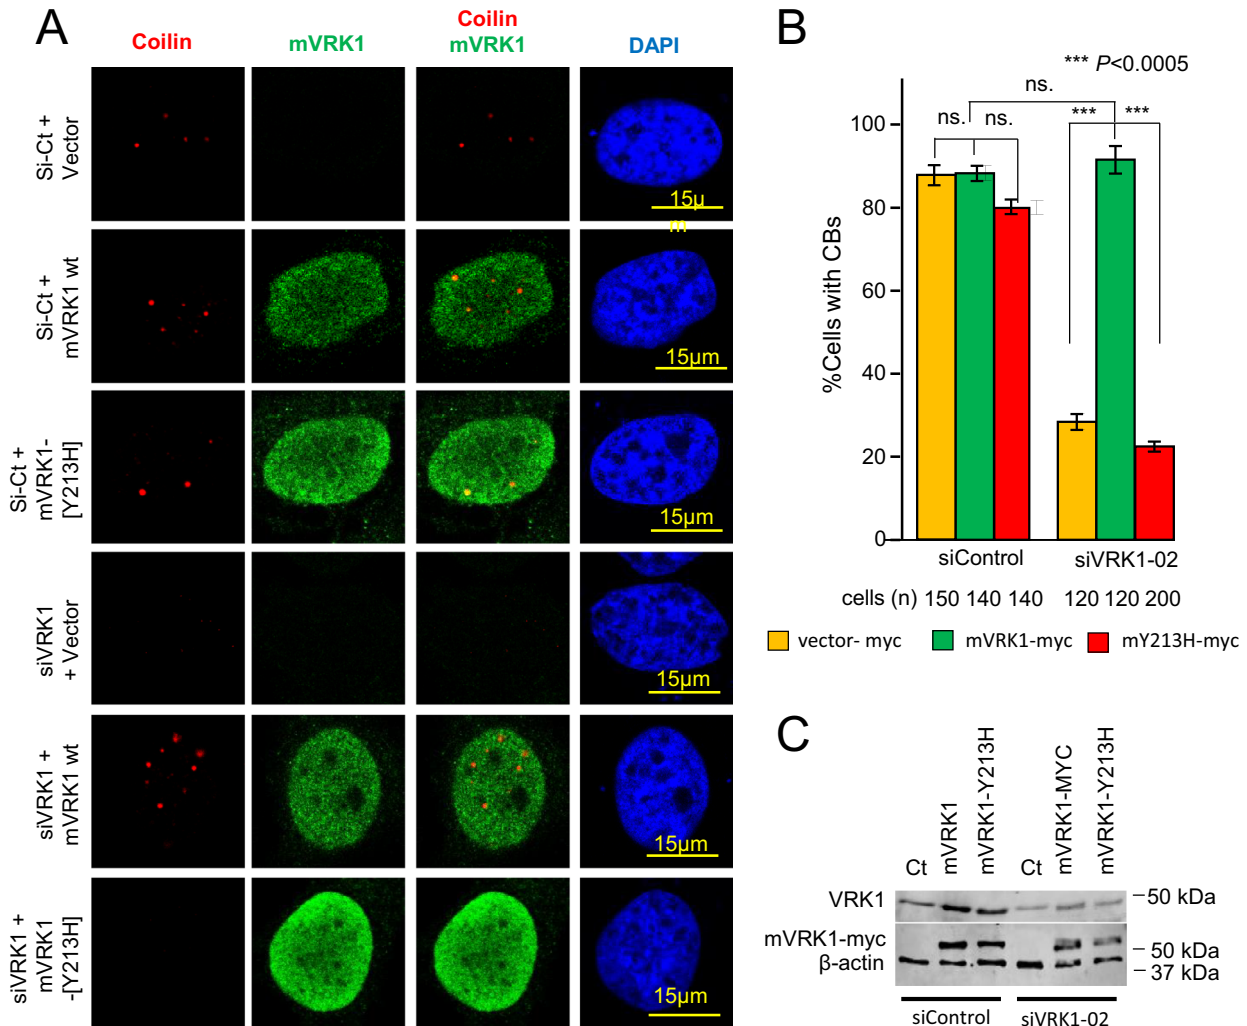 A
Coilin
mVRK1
Coilin
mVRK1
DAPI
Si-Ct +
Vector
15µ
m
Si-Ct +
mVRK1 wt
15µm
Si-Ct +
mVRK1-
[Y213H]
15µm
siVRK1
+ Vector
15µm
siVRK1 +
mVRK1 wt
15µm
siVRK1 +
mVRK1
-[Y213H]
15µm
B
*** P<0.0005
ns.
ns.
ns.
***
***
%Cells with CBs
100
80
60
40
20
0
siControl
siVRK1-02
cells (n) 150 140 140 120 120 200
vector- myc
mVRK1-myc
mY213H-myc
C
Ct
mVRK1
mVRK1-Y213H
Ct
mVRK1-MYC
mVRK1-Y213H
VRK1
50 kDa
mVRK1-myc
50 kDa
β-actin
37 kDa
siControl
siVRK1-02